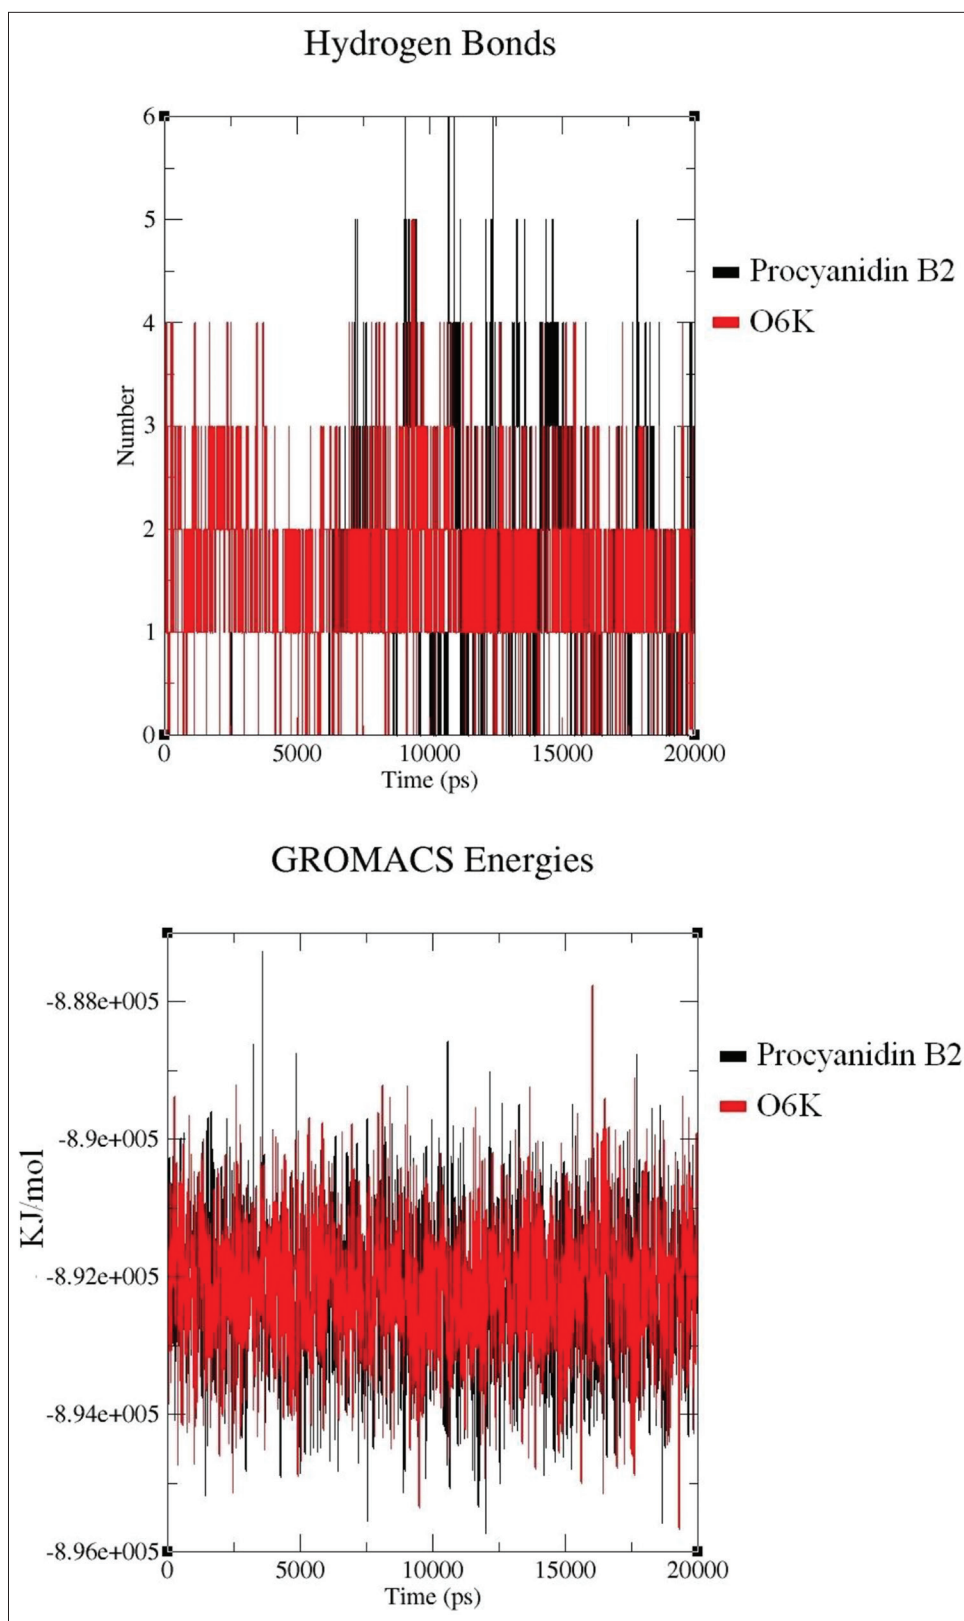 Hydrogen Bonds
6
5
4
3
2
1
0
Number
0 5000 10000 15000 20000
Time (ps)
Procyanidin B2
O6K
GROMACS Energies
-8.88e+005
-8.9e+005
-8.92e+005
-8.94e+005
-8.96e+005
KJ/mol
0 5000 10000 15000 20000
Time (ps)
Procyanidin B2
O6K